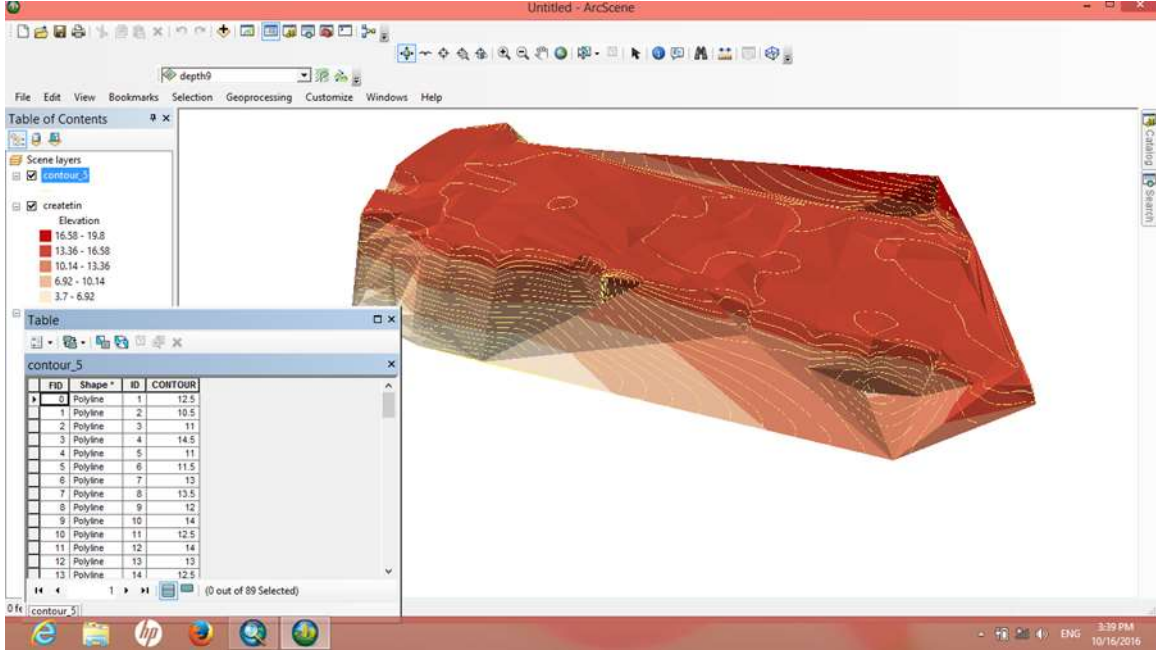 Untitled - ArcScene
depth9
File Edit View Bookmarks Selection Geoprocessing Customize Windows Help
Table of Contents
Scene layers
contour_5
createtin
Elevation
16.58 - 19.8
13.36 - 16.58
10.14 - 13.36
6.92 - 10.14
3.7 - 6.92
Catalog
Search
Table
contour_5
FID Shape * ID CONTOUR
0 Polyline 1 12.5
1 Polyline 2 10.5
2 Polyline 3 11
3 Polyline 4 14.5
4 Polyline 5 11
5 Polyline 6 11.5
6 Polyline 7 13
7 Polyline 8 13.5
8 Polyline 9 12
9 Polyline 10 14
10 Polyline 11 12.5
11 Polyline 12 14
12 Polyline 13 13
13 Polyline 14 12.5
1 (0 out of 89 Selected)
0 fe contour_5
hp
ENG 3:39 PM
10/16/2016